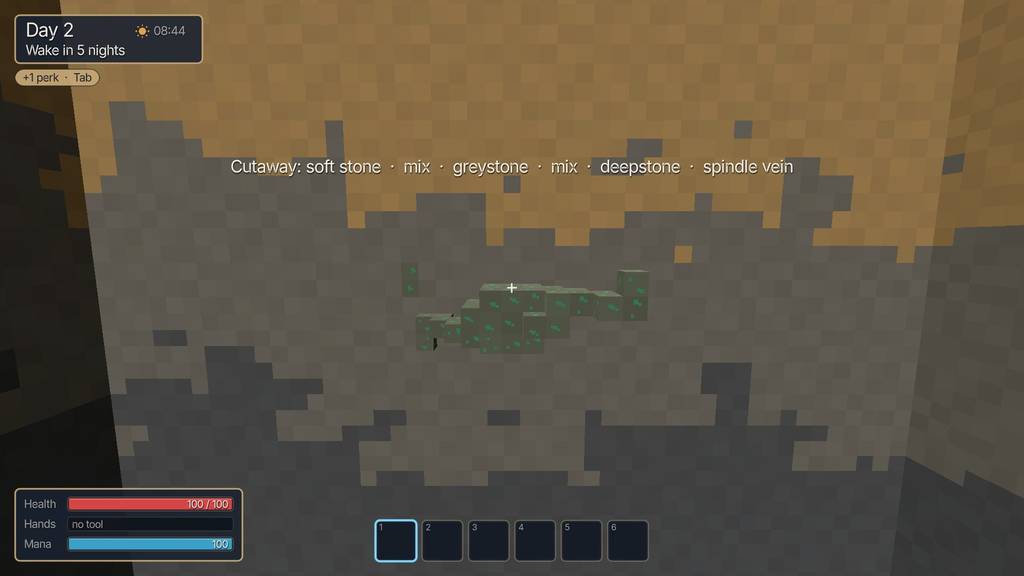 Day 2
08:44
Wake in 5 nights
+1 perk · Tab
Cutaway: soft stone · mix · greystone · mix · deepstone · spindle vein
Health
100 / 100
Hands
no tool
Mana
100
1
2
3
4
5
6